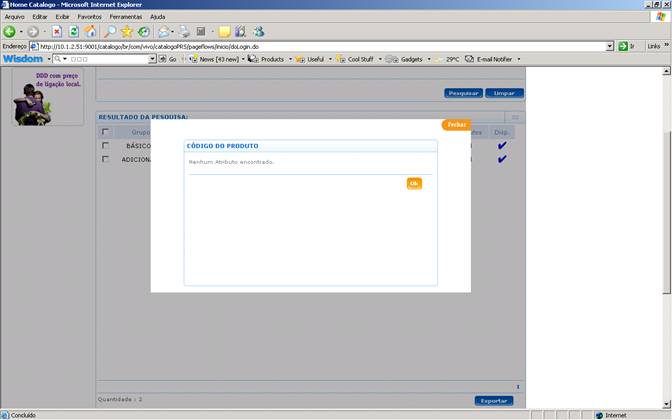 Home Catalogo - Microsoft Internet Explorer
Arquivo Editar Exibir Favoritos Ferramentas Ajuda
Endereço http://10.1.2.51:9001/catalogo/br/com/vivo/catalogoPRS/pageflows/inicio/doLogin.do Ir Links »
Wisdom Go News [43 new] Products Useful Cool Stuff Gadgets 29°C E-mail Notifier
DDD com preço
de ligação local.
Pesquisar Limpar
RESULTADO DA PESQUISA:
Fechar
Grupo Disp.
CÓDIGO DO PRODUTO
BÁSICO
ADICION
Nenhum Atributo encontrado.
Ok
1
Quantidade : 2 Exportar
Concluído Internet